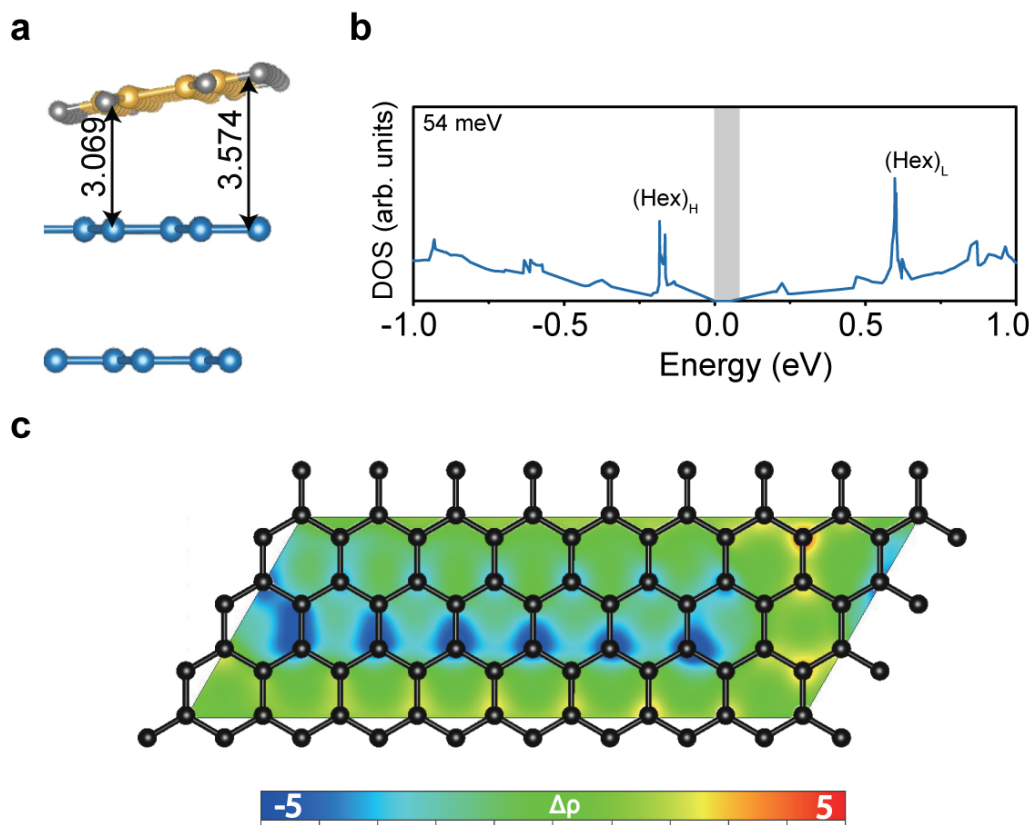 a
3.069
3.574
b
DOS (arb. units)
54 meV
(Hex)H
(Hex)L
-1.0 -0.5 0.0 0.5 1.0
Energy (eV)
c
-5 Δρ 5